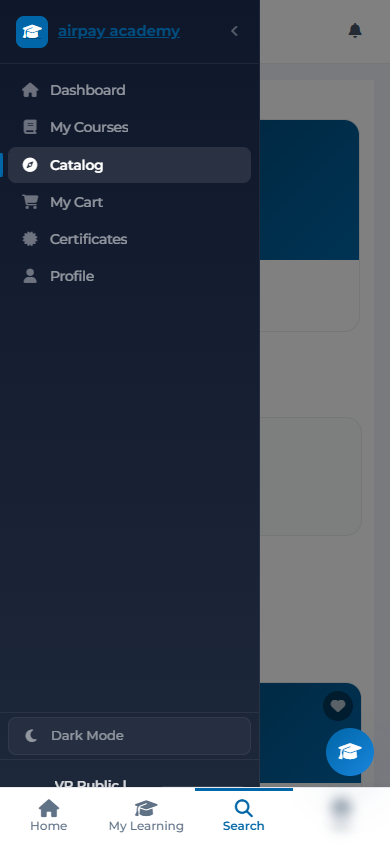 airpay academy
Dashboard
My Courses
Catalog
My Cart
Certificates
Profile
Dark Mode
Home
My Learning
Search